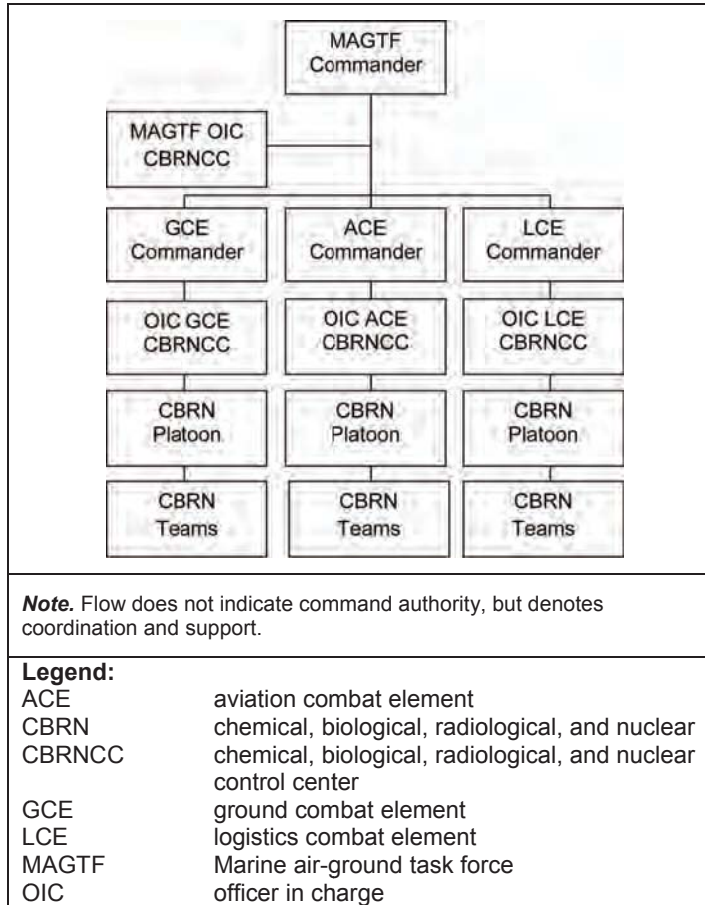 MAGTF
Commander
MAGTF OIC
CBRNCC
GCE
Commander
ACE
Commander
LCE
Commander
OIC GCE
CBRNCC
OIC ACE
CBRNCC
OIC LCE
CBRNCC
CBRN
Platoon
CBRN
Platoon
CBRN
Platoon
CBRN
Teams
CBRN
Teams
CBRN
Teams
Note. Flow does not indicate command authority, but denotes
coordination and support.
Legend:
ACE aviation combat element
CBRN chemical, biological, radiological, and nuclear
CBRNCC chemical, biological, radiological, and nuclear
control center
GCE ground combat element
LCE logistics combat element
MAGTF Marine air-ground task force
OIC officer in charge